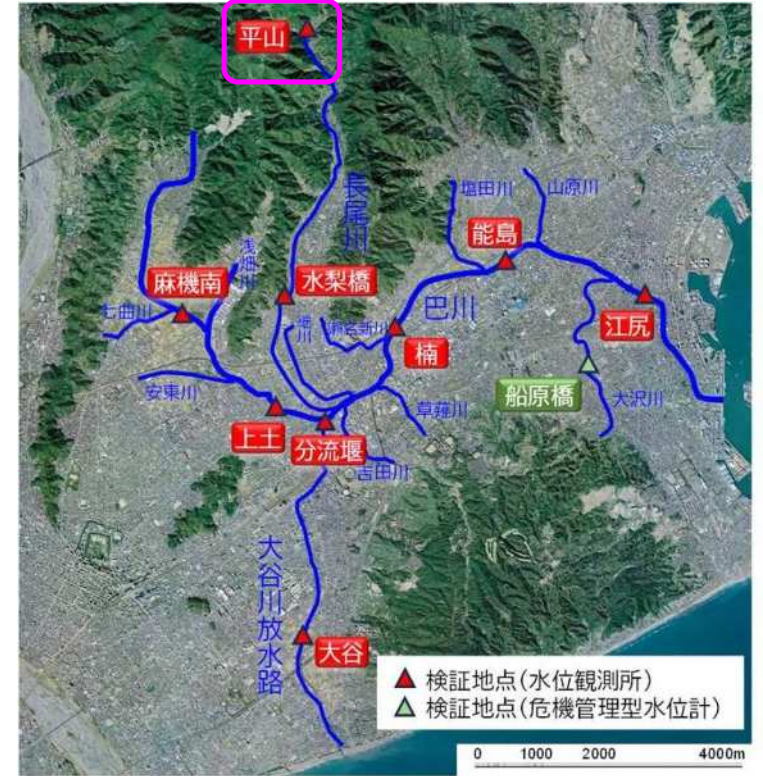 平山
長尾川
塩田川
山原川
能島
浅畑川
麻機南
水梨橋
七曲川
巴川
江尻
楠
船原橋
安東川
草薙川
大沢川
上土
分流堰
吉田川
大谷川放水路
大谷
検証地点(水位観測所)
検証地点(危機管理型水位計)
0 1000 2000 4000m